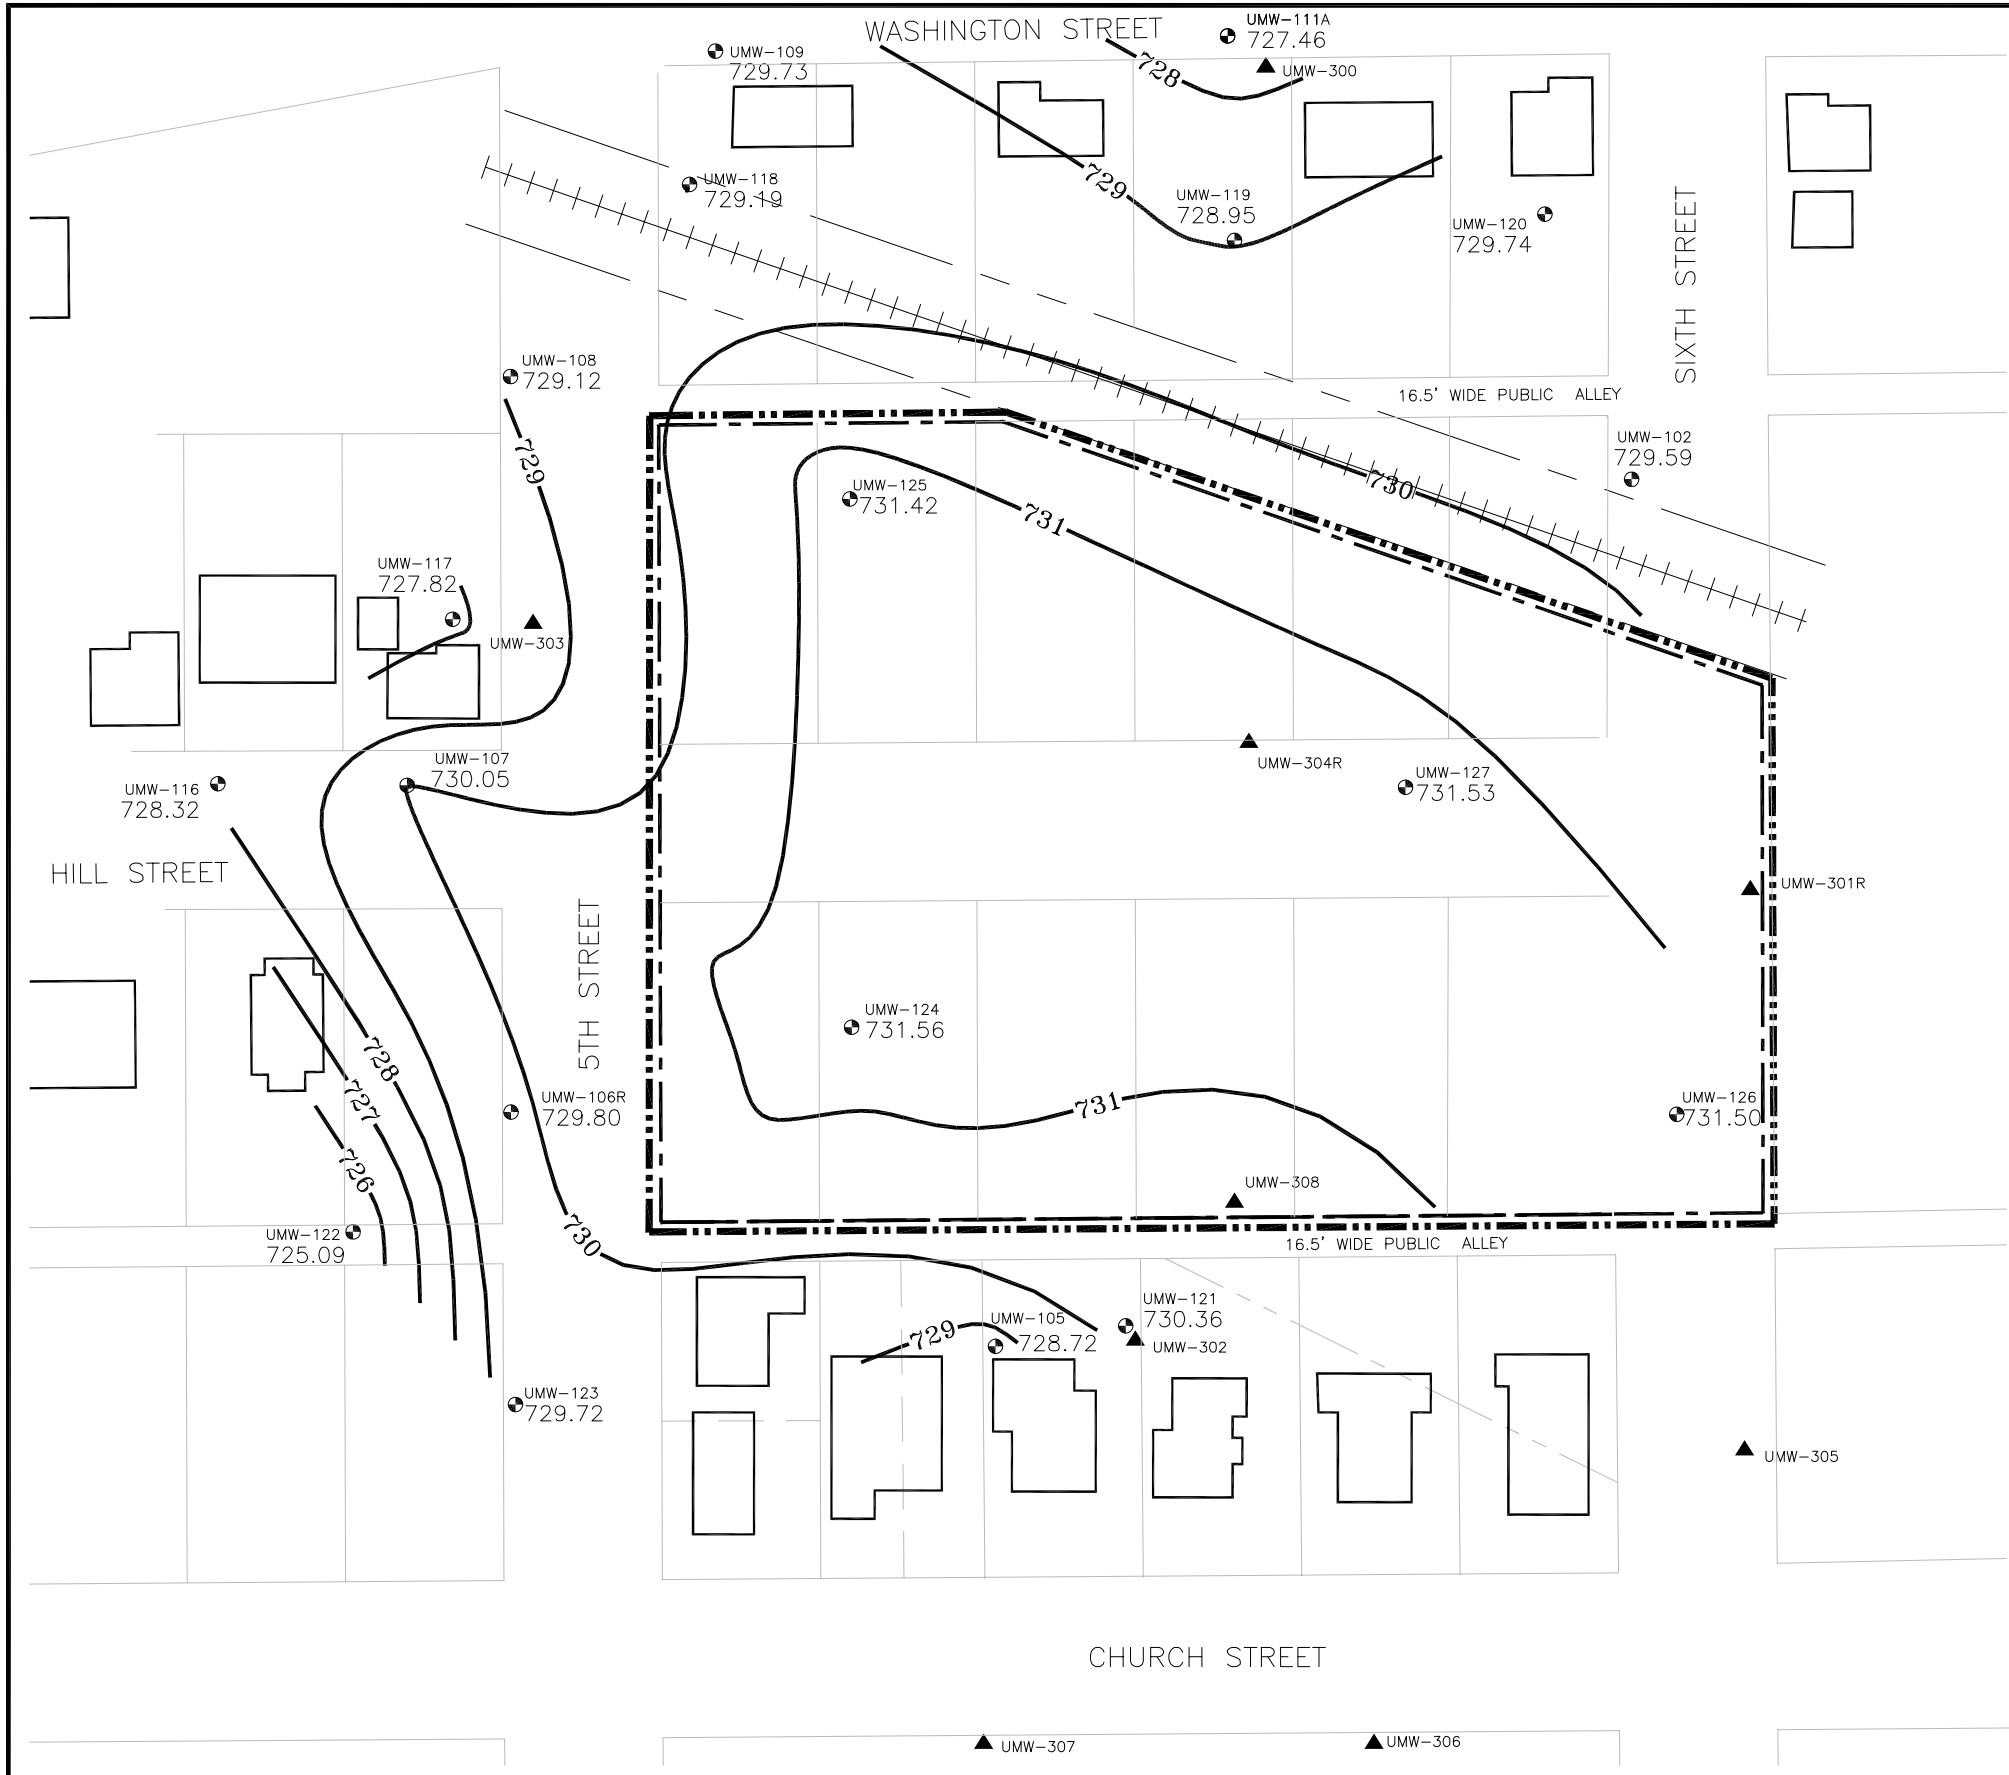 WASHINGTON STREET
UMW-111A
727.46
UMW-109
729.73
728
UMW-300
UMW-118
729.19
729
UMW-119
728.95
UMW-120
729.74
SIXTH STREET
UMW-108
729.12
16.5' WIDE PUBLIC ALLEY
UMW-102
729.59
729
UMW-125
731.42
730
731
UMW-117
727.82
UMW-303
UMW-107
730.05
UMW-304R
UMW-127
731.53
UMW-116
728.32
HILL STREET
UMW-301R
5TH STREET
UMW-124
731.56
728
727
UMW-106R
729.80
731
UMW-126
731.50
726
UMW-308
UMW-122
725.09
730
16.5' WIDE PUBLIC ALLEY
UMW-121
730.36
UMW-105
728.72
729
UMW-302
UMW-123
729.72
UMW-305
CHURCH STREET
UMW-307
UMW-306